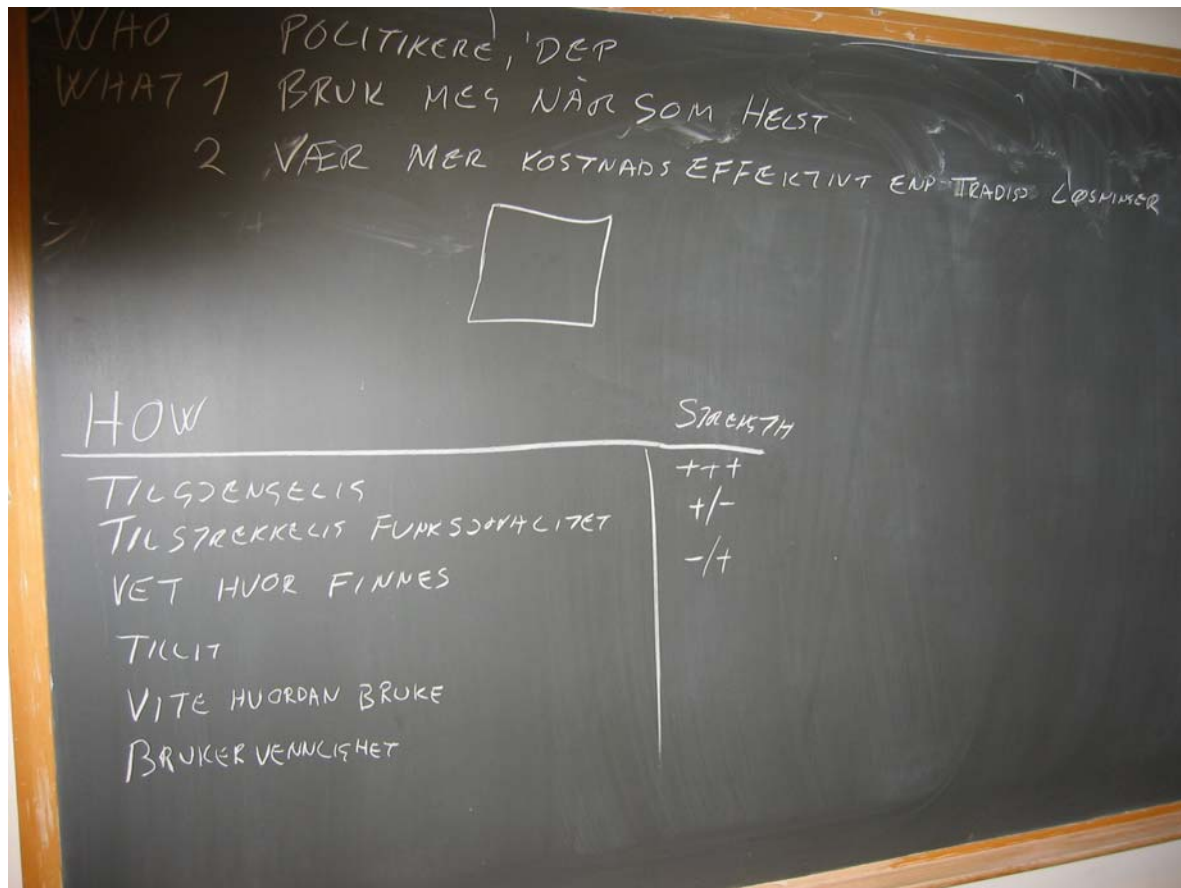 WHO POLITIKERE, DEP
WHAT 1 BRUK MEG NÅR SOM HELST
2 VÆR MER KOSTNADS EFFEKTIVT ENP TRADISJ LØSNINGER
HOW STRENGTH
TILGJENGELIG +++
TILSTREKKELIG FUNKSJONALITET +/-
VET HVOR FINNES -/+
TILLIT
VITE HVORDAN BRUKE
BRUKERVENNLIGHET